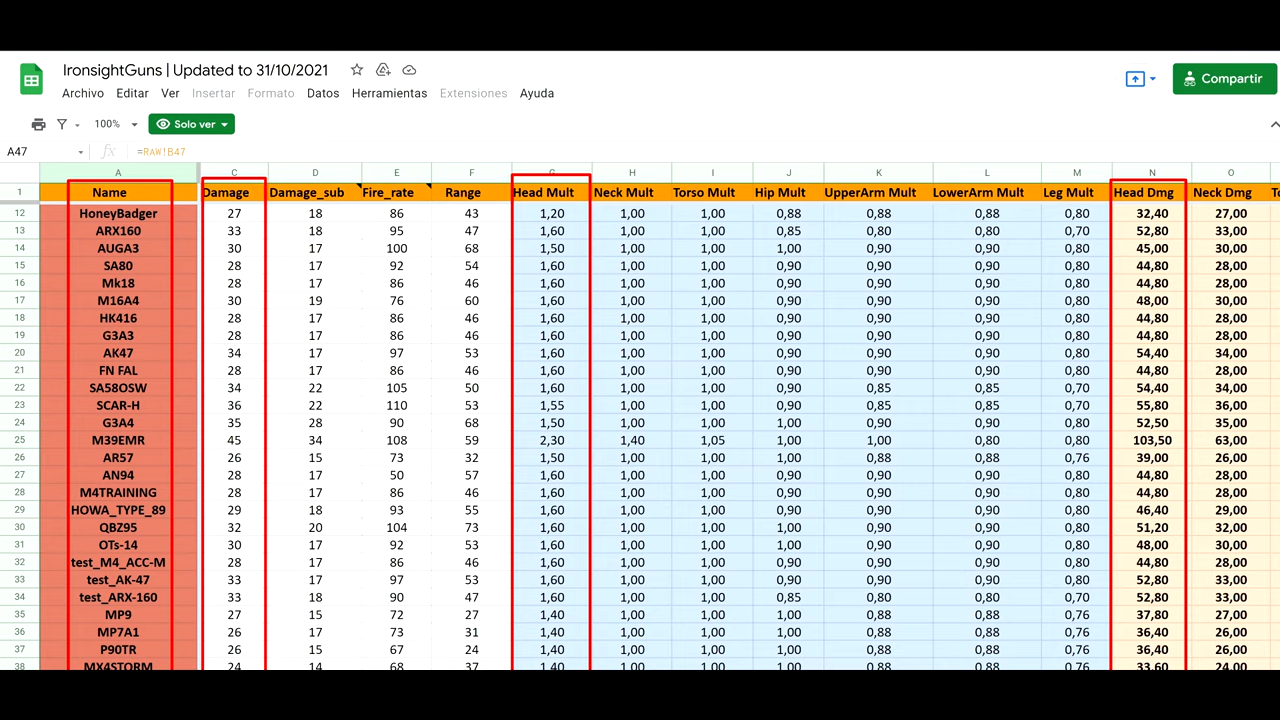 IronsightGuns | Updated to 31/10/2021
Archivo Editar Ver Insertar Formato Datos Herramientas Extensiones Ayuda
Compartir
100% Solo ver
A47 fx =RAW!B47
A C D E F G H I J K L M N O
1 Name Damage Damage_sub Fire_rate Range Head Mult Neck Mult Torso Mult Hip Mult UpperArm Mult LowerArm Mult Leg Mult Head Dmg Neck Dmg
12 HoneyBadger 27 18 86 43 1,20 1,00 1,00 0,88 0,88 0,88 0,80 32,40 27,00
13 ARX160 33 18 95 47 1,60 1,00 1,00 0,85 0,80 0,80 0,70 52,80 33,00
14 AUGA3 30 17 100 68 1,50 1,00 1,00 1,00 0,90 0,90 0,80 45,00 30,00
15 SA80 28 17 92 54 1,60 1,00 1,00 0,90 0,90 0,90 0,80 44,80 28,00
16 Mk18 28 17 86 46 1,60 1,00 1,00 0,90 0,90 0,90 0,80 44,80 28,00
17 M16A4 30 19 76 60 1,60 1,00 1,00 0,90 0,90 0,90 0,80 48,00 30,00
18 HK416 28 17 86 46 1,60 1,00 1,00 0,90 0,90 0,90 0,80 44,80 28,00
19 G3A3 28 17 86 46 1,60 1,00 1,00 0,90 0,90 0,90 0,80 44,80 28,00
20 AK47 34 17 97 53 1,60 1,00 1,00 0,90 0,90 0,90 0,80 54,40 34,00
21 FN FAL 28 17 86 46 1,60 1,00 1,00 0,90 0,90 0,90 0,80 44,80 28,00
22 SA58OSW 34 22 105 50 1,60 1,00 1,00 0,90 0,85 0,85 0,70 54,40 34,00
23 SCAR-H 36 22 110 53 1,55 1,00 1,00 0,90 0,85 0,85 0,70 55,80 36,00
24 G3A4 35 28 90 68 1,50 1,00 1,00 1,00 0,90 0,90 0,80 52,50 35,00
25 M39EMR 45 34 108 59 2,30 1,40 1,05 1,00 1,00 0,80 0,80 103,50 63,00
26 AR57 26 15 73 32 1,50 1,00 1,00 1,00 0,88 0,88 0,76 39,00 26,00
27 AN94 28 17 50 57 1,60 1,00 1,00 0,90 0,90 0,90 0,80 44,80 28,00
28 M4TRAINING 28 17 86 46 1,60 1,00 1,00 0,90 0,90 0,90 0,80 44,80 28,00
29 HOWA_TYPE_89 29 18 93 55 1,60 1,00 1,00 0,90 0,90 0,90 0,80 46,40 29,00
30 QBZ95 32 20 104 73 1,60 1,00 1,00 0,90 0,90 0,90 0,80 51,20 32,00
31 OTs-14 30 17 92 53 1,60 1,00 1,00 0,90 0,90 0,90 0,80 48,00 30,00
32 test_M4_ACC-M 28 18 86 46 1,60 1,00 1,00 0,90 0,90 0,90 0,80 44,80 28,00
33 test_AK-47 33 17 97 53 1,60 1,00 1,00 0,90 0,90 0,90 0,80 52,80 33,00
34 test_ARX-160 33 18 90 47 1,60 1,00 1,00 0,85 0,80 0,80 0,70 52,80 33,00
35 MP9 27 15 72 27 1,40 1,00 1,00 1,00 0,88 0,88 0,76 37,80 27,00
36 MP7A1 26 17 73 31 1,40 1,00 1,00 1,00 0,88 0,88 0,76 36,40 26,00
37 P90TR 26 15 67 24 1,40 1,00 1,00 1,00 0,88 0,88 0,76 36,40 26,00
38 MX4STORM 24 14 68 37 1,40 1,00 1,00 1,00 0,88 0,88 0,76 33,60 24,00